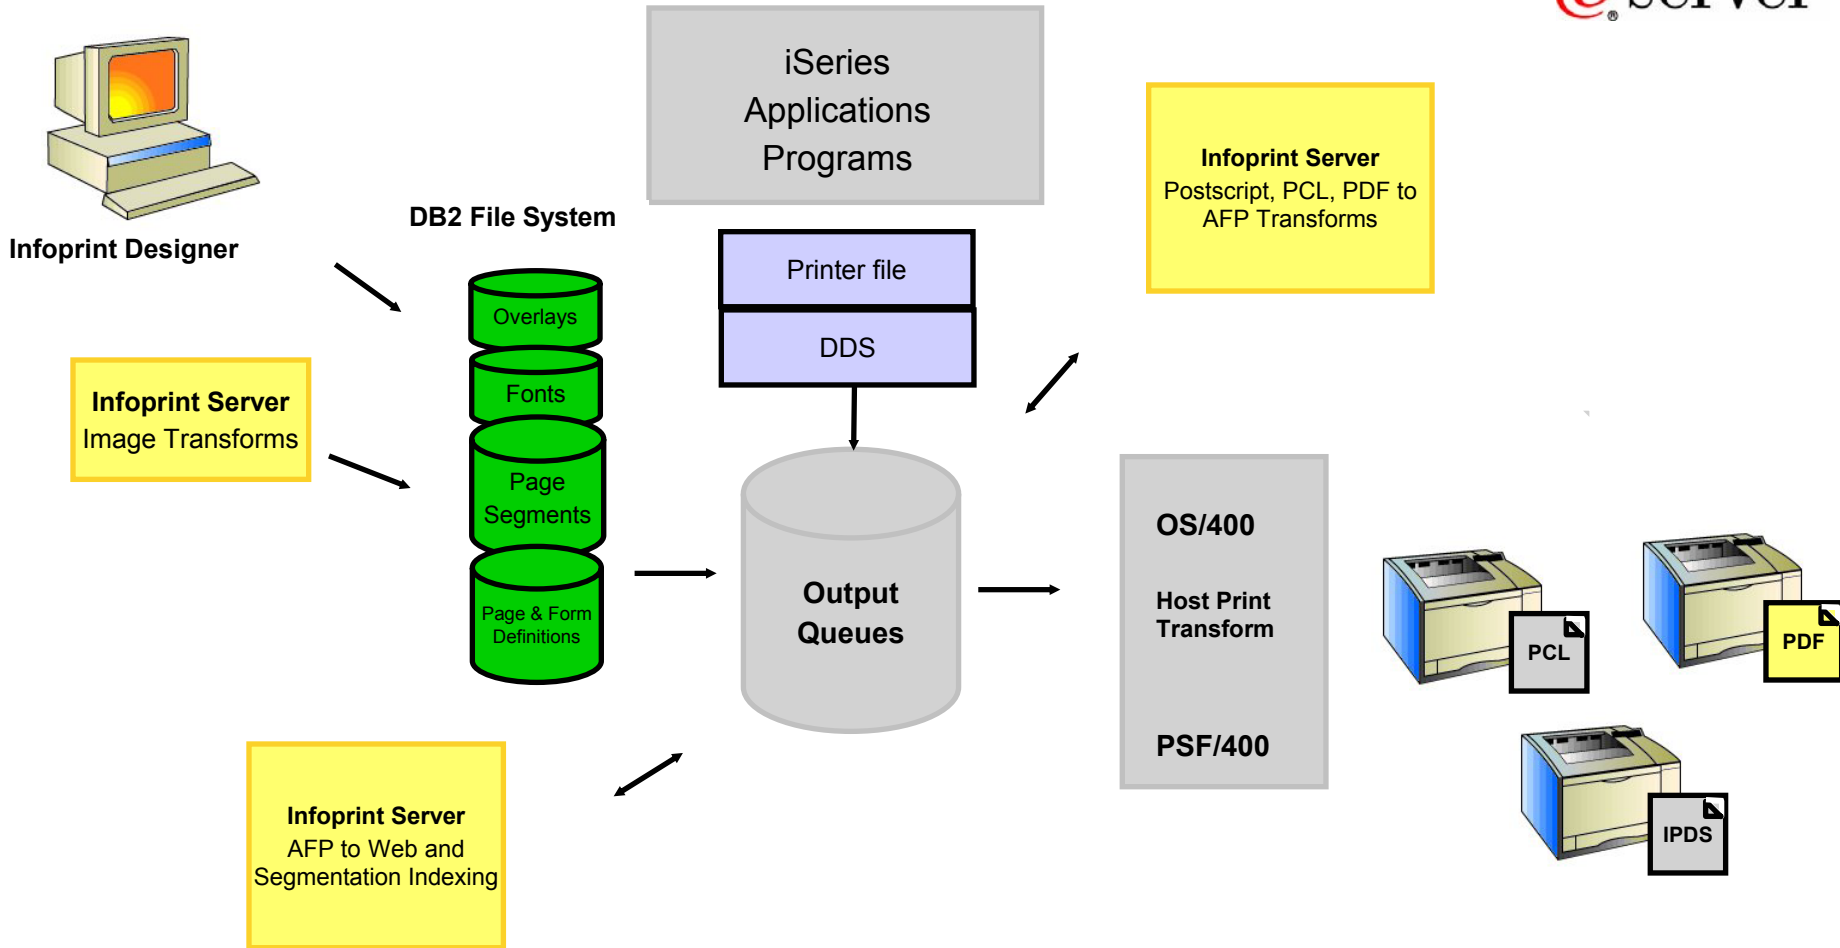 server
®
iSeries
Applications
Programs
Infoprint Server
Postscript, PCL, PDF to
AFP Transforms
DB2 File System
Infoprint Designer
Printer file
DDS
Overlays
Fonts
Page
Segments
Page & Form
Definitions
Infoprint Server
Image Transforms
Output
Queues
OS/400
Host Print
Transform
PSF/400
PCL
PDF
IPDS
Infoprint Server
AFP to Web and
Segmentation Indexing